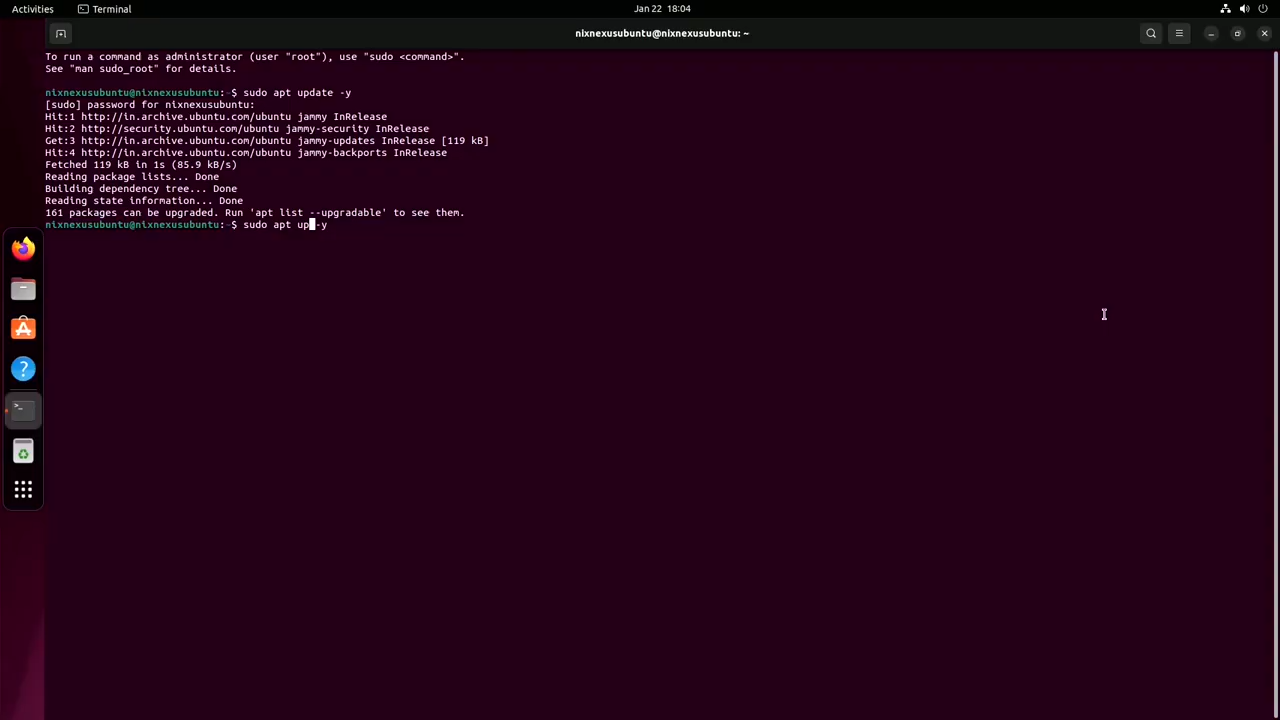 Activities
Terminal
Jan 22 18:04
nixnexusubuntu@nixnexusubuntu: ~
To run a command as administrator (user "root"), use "sudo <command>".
See "man sudo_root" for details.
nixnexusubuntu@nixnexusubuntu:~$ sudo apt update -y
[sudo] password for nixnexusubuntu:
Hit:1 http://in.archive.ubuntu.com/ubuntu jammy InRelease
Hit:2 http://security.ubuntu.com/ubuntu jammy-security InRelease
Get:3 http://in.archive.ubuntu.com/ubuntu jammy-updates InRelease [119 kB]
Hit:4 http://in.archive.ubuntu.com/ubuntu jammy-backports InRelease
Fetched 119 kB in 1s (85.9 kB/s)
Reading package lists... Done
Building dependency tree... Done
Reading state information... Done
161 packages can be upgraded. Run 'apt list --upgradable' to see them.
nixnexusubuntu@nixnexusubuntu:~$ sudo apt up -y